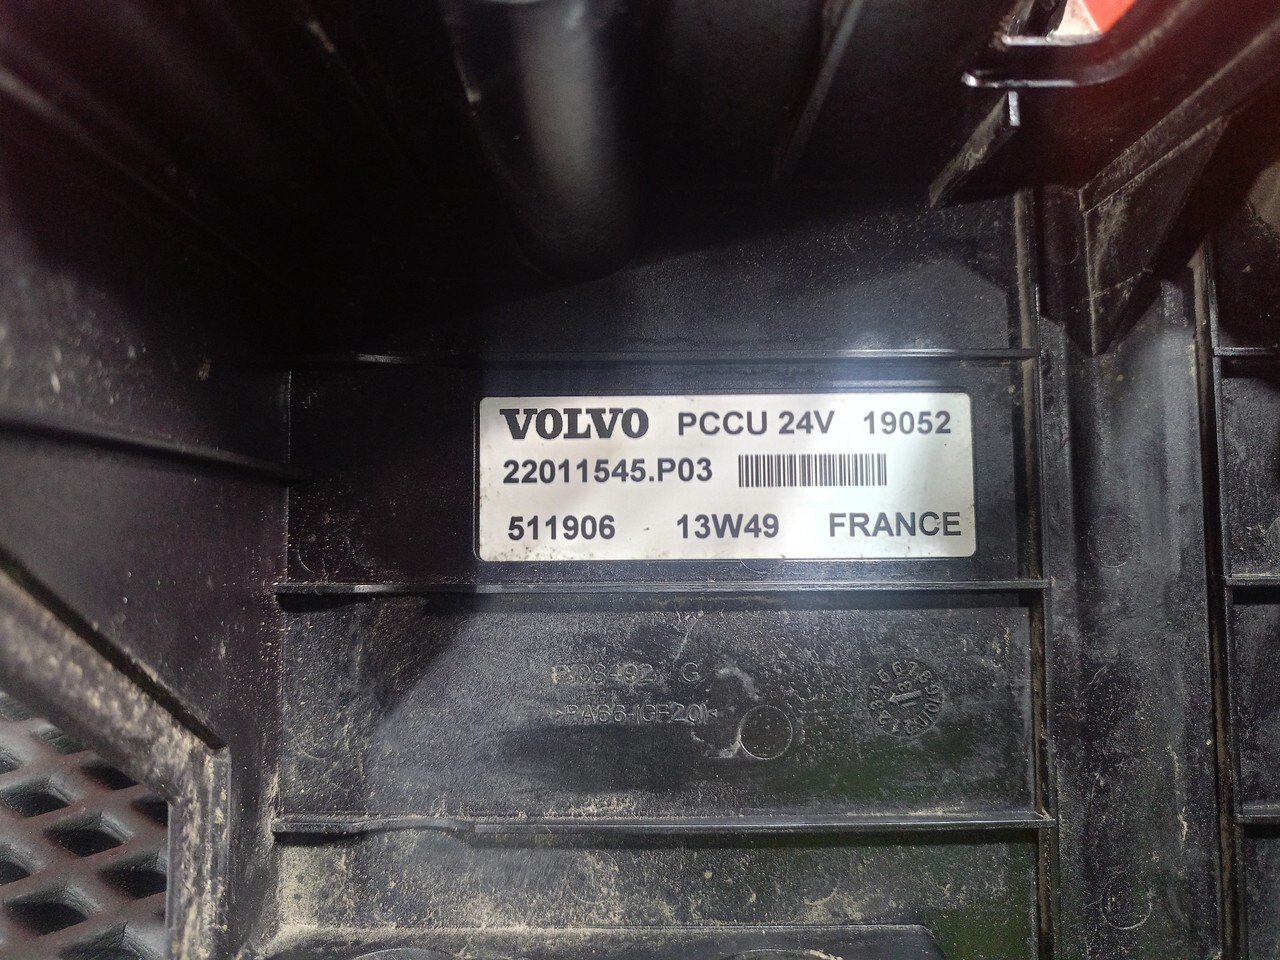 VOLVO PCCU 24V 19052
22011545.P03
511906 13W49 FRANCE
>PA66-(GF20)<